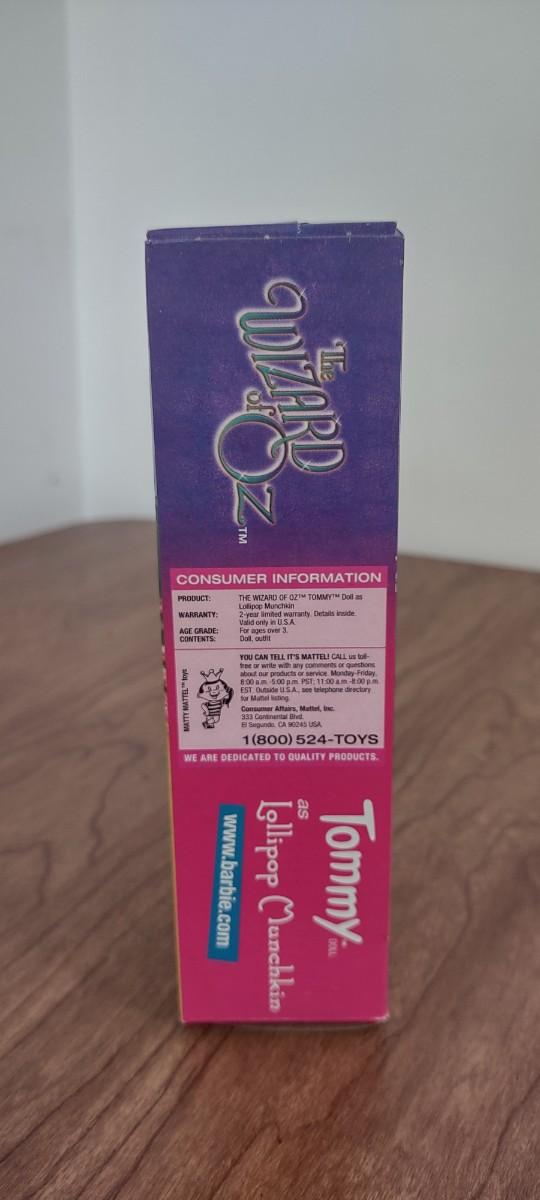 The
WIZARD
of
OZ™
CONSUMER INFORMATION
PRODUCT: THE WIZARD OF OZ™ TOMMY™ Doll as
Lollipop Munchkin
WARRANTY: 2-year limited warranty. Details inside.
Valid only in U.S.A.
AGE GRADE: For ages over 3.
CONTENTS: Doll, outfit
MATTY MATTEL™ toys
YOU CAN TELL IT'S MATTEL! CALL us toll-
free or write with any comments or questions
about our products or service. Monday-Friday,
8:00 a.m.-5:00 p.m. PST; 11:00 a.m.-8:00 p.m.
EST. Outside U.S.A., see telephone directory
for Mattel listing.
Consumer Affairs, Mattel, Inc.
333 Continental Blvd.
El Segundo, CA 90245 USA.
1(800) 524-TOYS
WE ARE DEDICATED TO QUALITY PRODUCTS.
Tommy® DOLL
as
Lollipop Munchkin
www.barbie.com